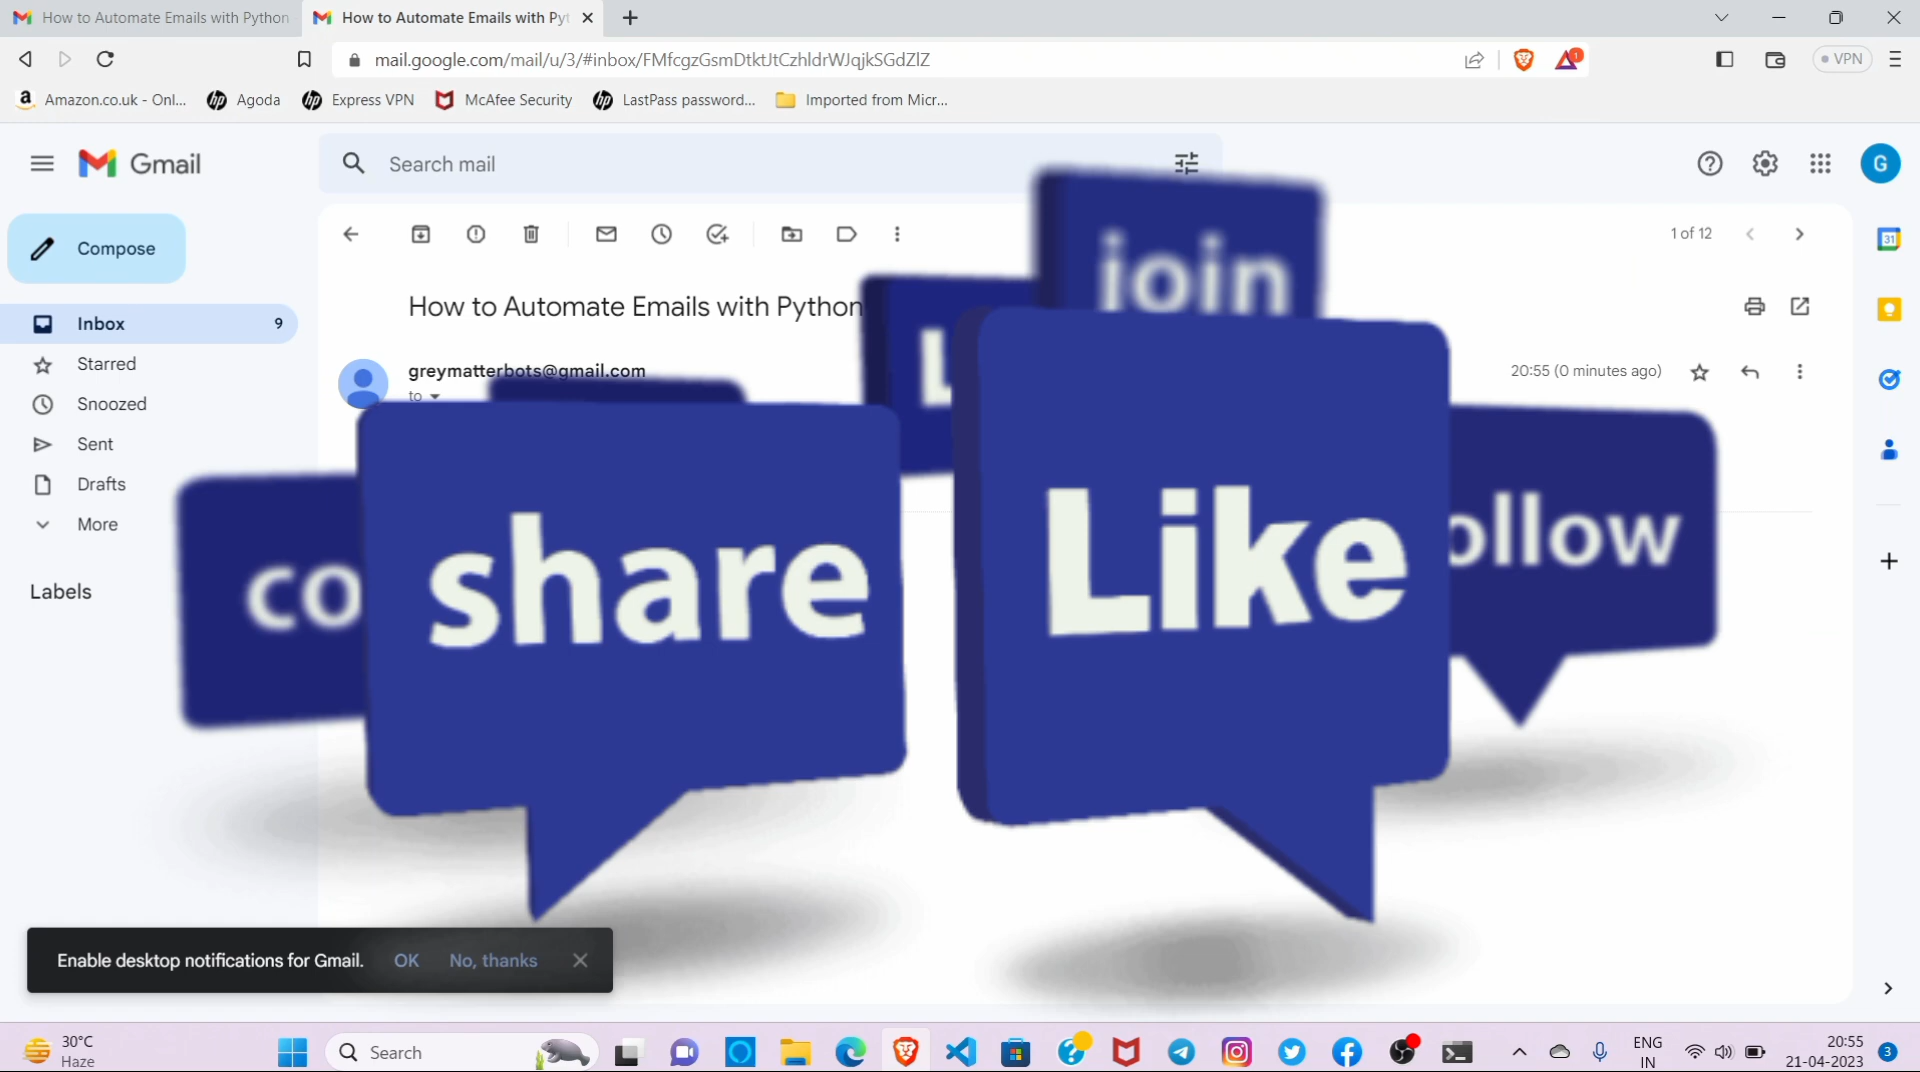 How to Automate Emails with Python
How to Automate Emails with Pyt
mail.google.com/mail/u/3/#inbox/FMfcgzGsmDtktJtCzhldrWJqjkSGdZlZ
1
VPN
Amazon.co.uk - Onl...
Agoda
Express VPN
McAfee Security
LastPass password...
Imported from Micr...
Gmail
Search mail
G
Compose
1 of 12
31
join
How to Automate Emails with Python
Inbox 9
greymatterbots@gmail.com
20:55 (0 minutes ago)
to
Starred
Snoozed
Sent
Drafts
More
Labels
co
share
Like
ollow
Enable desktop notifications for Gmail. OK No, thanks
30°C
Haze
Search
ENG
IN
20:55
21-04-2023
3